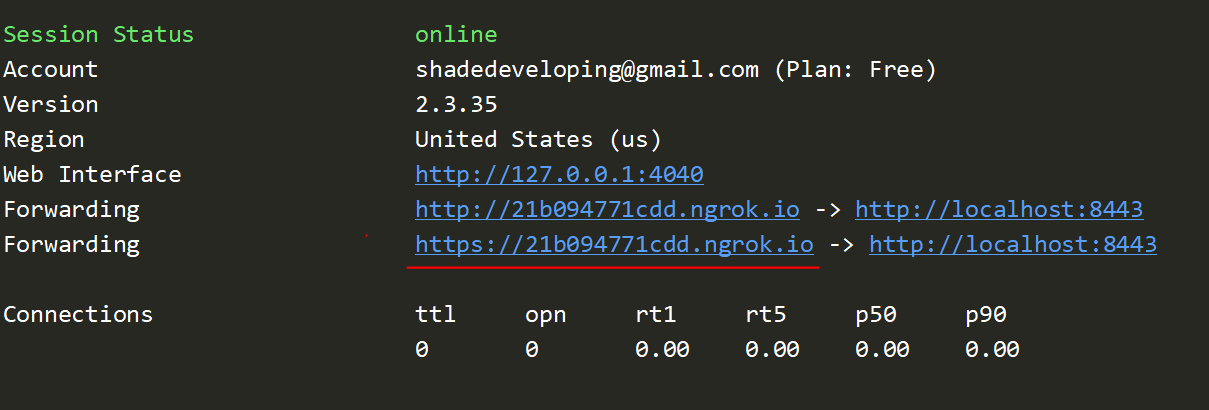 Session Status online
Account shadedeveloping@gmail.com (Plan: Free)
Version 2.3.35
Region United States (us)
Web Interface http://127.0.0.1:4040
Forwarding http://21b094771cdd.ngrok.io -> http://localhost:8443
Forwarding https://21b094771cdd.ngrok.io -> http://localhost:8443
Connections ttl opn rt1 rt5 p50 p90
0 0 0.00 0.00 0.00 0.00